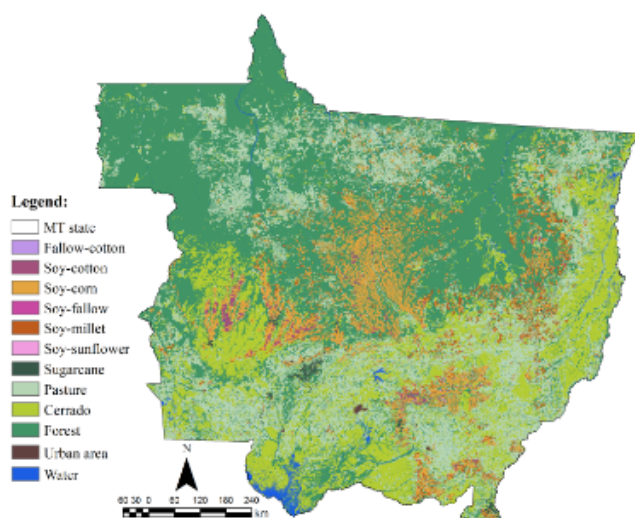 Legend:
MT state
Fallow-cotton
Soy-cotton
Soy-corn
Soy-fallow
Soy-millet
Soy-sunflower
Sugarcane
Pasture
Cerrado
Forest
Urban area
Water
N
60 30 0 60 120 180 240
km